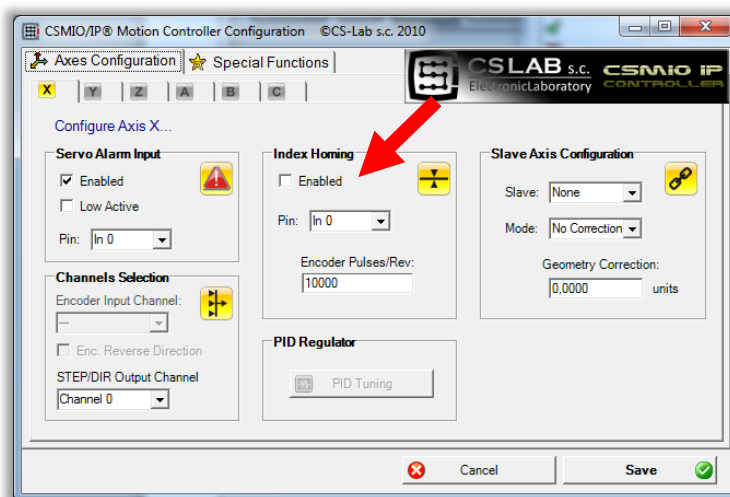 CSMIO/IP® Motion Controller Configuration ©CS-Lab s.c. 2010
Axes Configuration Special Functions
CSLAB s.c.
ElectronicLaboratory
CSMIO IP
CONTROLLER
X Y Z A B C
Configure Axis X...
Servo Alarm Input
Enabled
Low Active
Pin: In 0
Channels Selection
Encoder Input Channel:
---
Enc. Reverse Direction
STEP/DIR Output Channel
Channel 0
Index Homing
Enabled
Pin: In 0
Encoder Pulses/Rev:
10000
PID Regulator
PID Tuning
Slave Axis Configuration
Slave: None
Mode: No Correction
Geometry Correction:
0,0000 units
Cancel Save